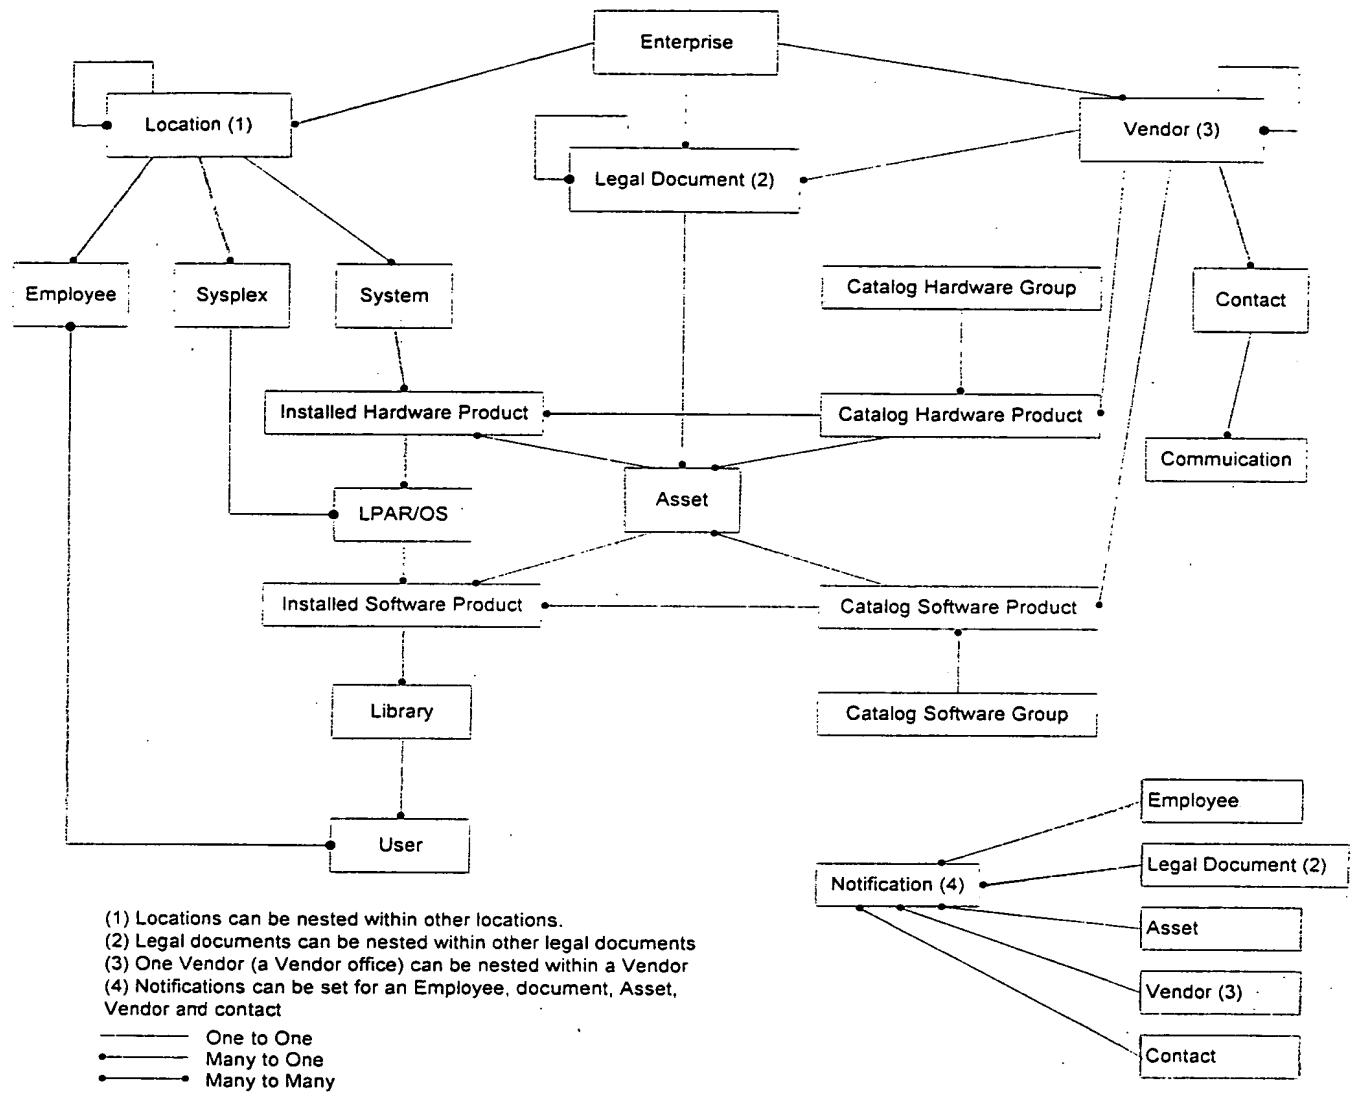 Enterprise
Location (1)
Vendor (3)
Legal Document (2)
Employee
Sysplex
System
Catalog Hardware Group
Contact
Installed Hardware Product
Catalog Hardware Product
Commuication
Asset
LPAR/OS
Installed Software Product
Catalog Software Product
Library
Catalog Software Group
User
Employee
Legal Document (2)
Notification (4)
Asset
Vendor (3)
Contact
(1) Locations can be nested within other locations.
(2) Legal documents can be nested within other legal documents
(3) One Vendor (a Vendor office) can be nested within a Vendor
(4) Notifications can be set for an Employee, document, Asset,
Vendor and contact
One to One
Many to One
Many to Many